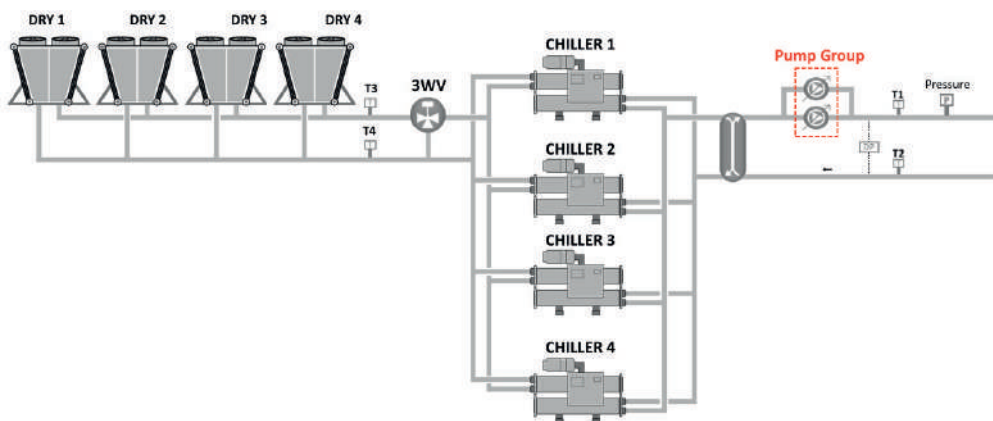 DRY 1
DRY 2
DRY 3
DRY 4
CHILLER 1
Pump Group
T3
3WV
T1
Pressure
P
T4
DP
T2
CHILLER 2
CHILLER 3
CHILLER 4